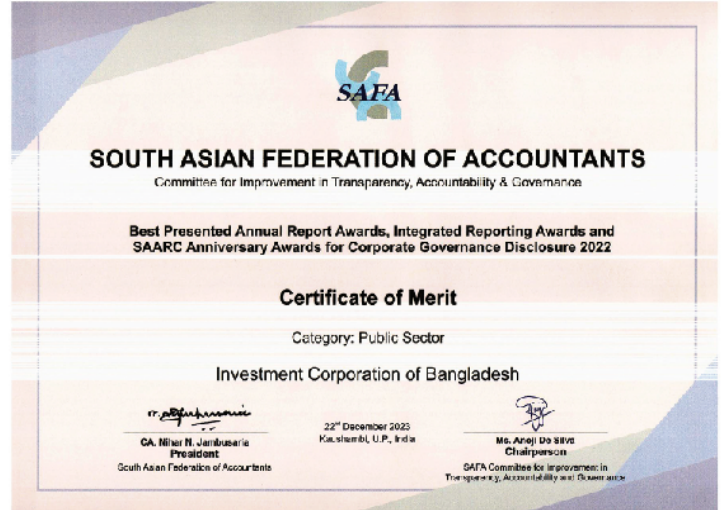 SAFA
SOUTH ASIAN FEDERATION OF ACCOUNTANTS
Committee for Improvement in Transparency, Accountability & Governance
Best Presented Annual Report Awards, Integrated Reporting Awards and
SAARC Anniversary Awards for Corporate Governance Disclosure 2022
Certificate of Merit
Category: Public Sector
Investment Corporation of Bangladesh
CA. Nihar N. Jambusaria
President
South Asian Federation of Accountants
22nd December 2023
Kaushambi, U.P., India
Ms. Anoji De Silva
Chairperson
SAFA Committee for Improvement in
Transparency, Accountability and Governance